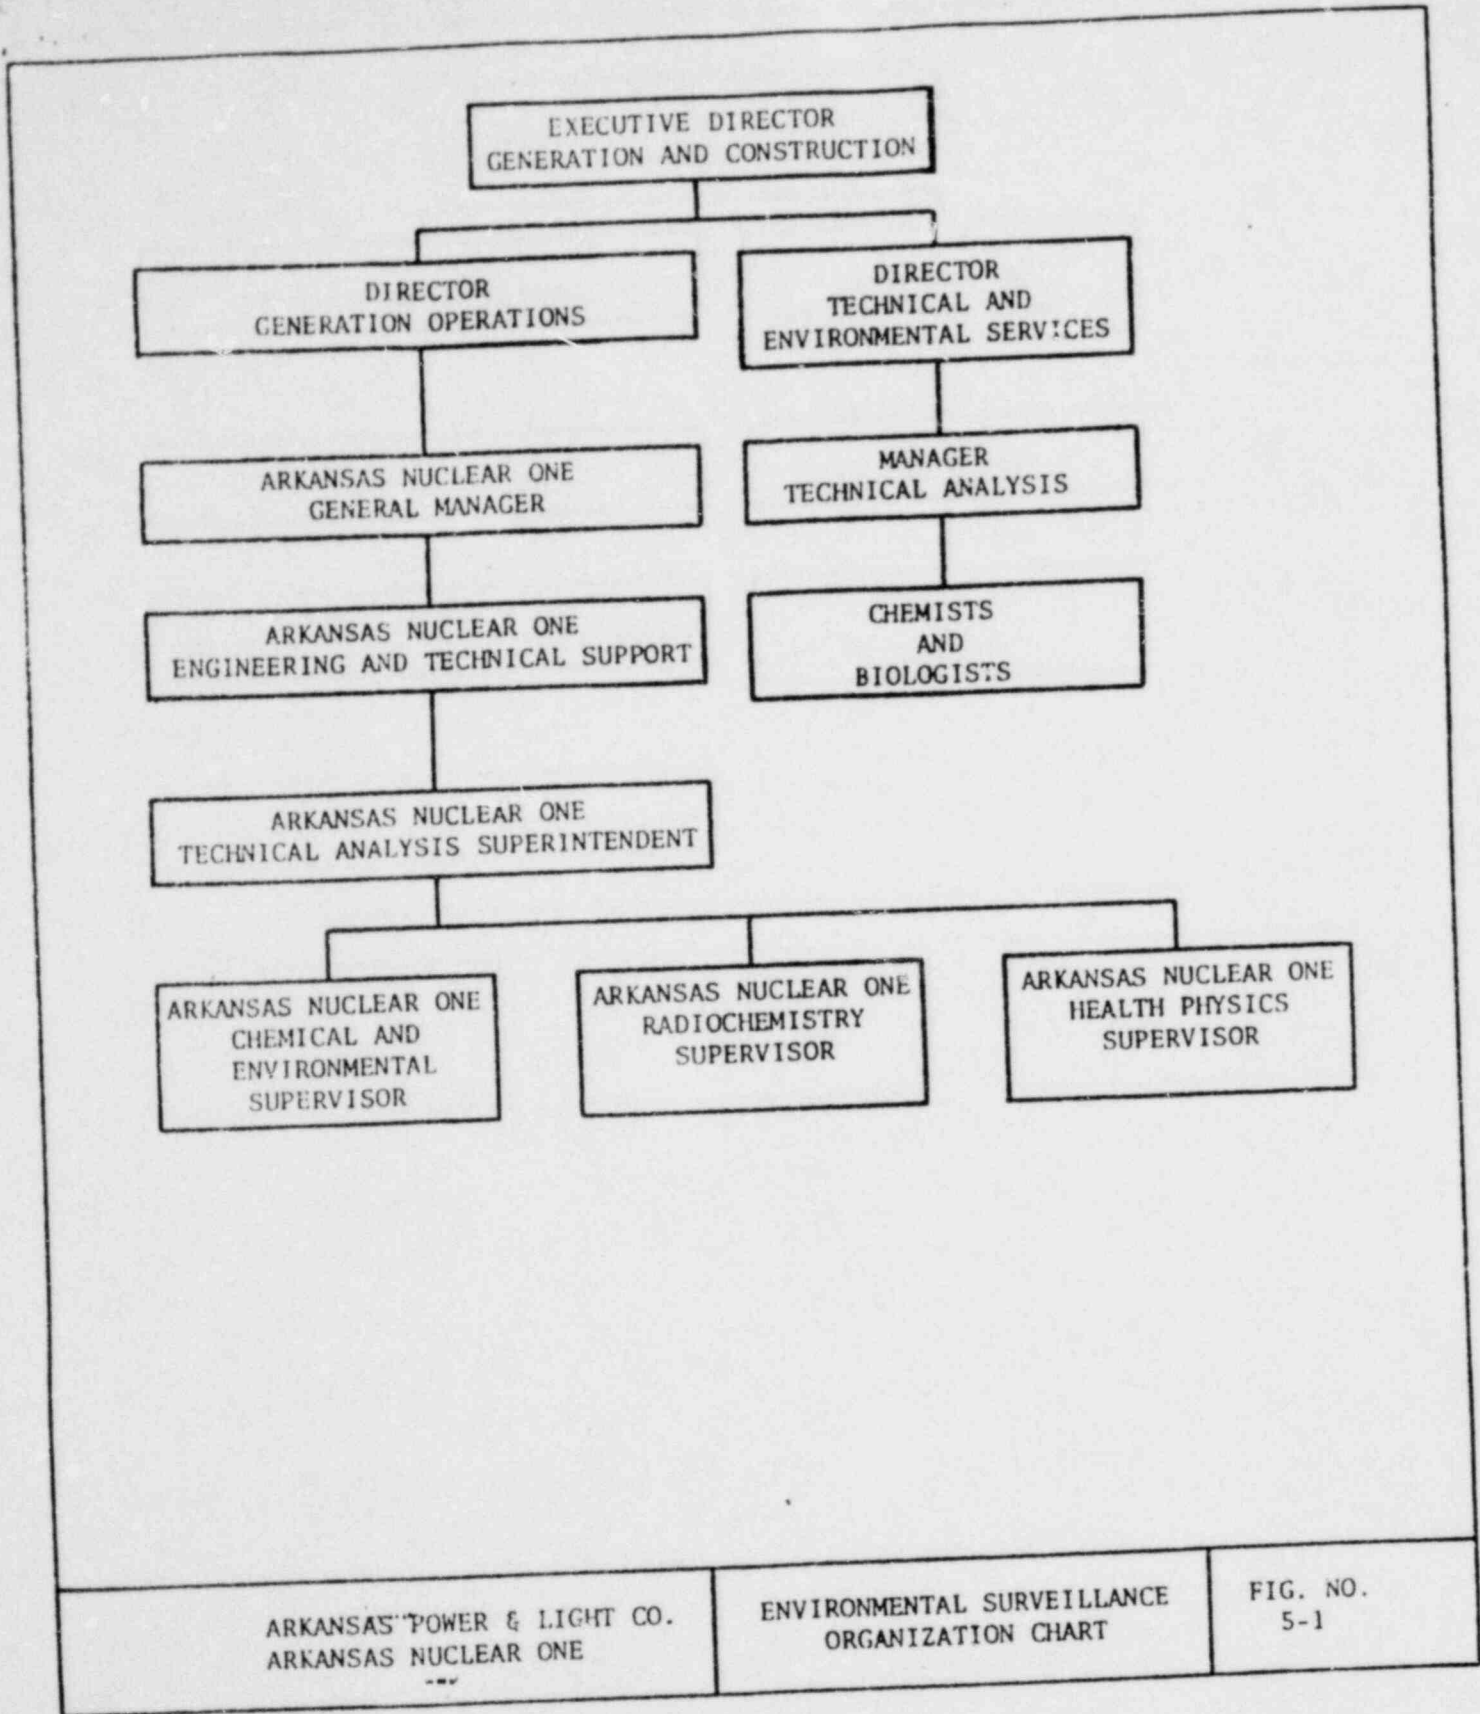 EXECUTIVE DIRECTOR
GENERATION AND CONSTRUCTION
DIRECTOR
GENERATION OPERATIONS
DIRECTOR
TECHNICAL AND
ENVIRONMENTAL SERVICES
ARKANSAS NUCLEAR ONE
GENERAL MANAGER
MANAGER
TECHNICAL ANALYSIS
ARKANSAS NUCLEAR ONE
ENGINEERING AND TECHNICAL SUPPORT
CHEMISTS
AND
BIOLOGISTS
ARKANSAS NUCLEAR ONE
TECHNICAL ANALYSIS SUPERINTENDENT
ARKANSAS NUCLEAR ONE
CHEMICAL AND
ENVIRONMENTAL
SUPERVISOR
ARKANSAS NUCLEAR ONE
RADIOCHEMISTRY
SUPERVISOR
ARKANSAS NUCLEAR ONE
HEALTH PHYSICS
SUPERVISOR
ARKANSAS POWER & LIGHT CO.
ARKANSAS NUCLEAR ONE
ENVIRONMENTAL SURVEILLANCE
ORGANIZATION CHART
FIG. NO.
5-1